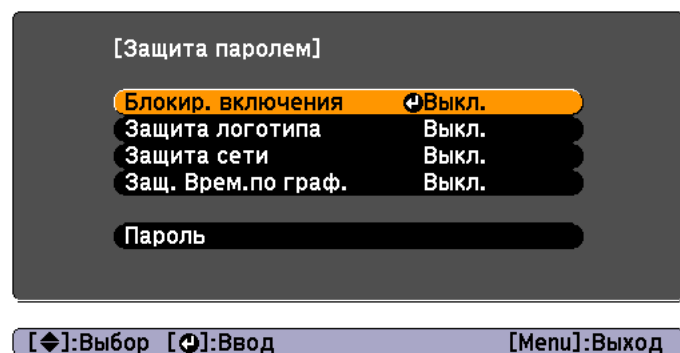 [Защита паролем]
Блокир. включения Выкл.
Защита логотипа Выкл.
Защита сети Выкл.
Защ. Врем.по граф. Выкл.
Пароль
[◆]:Выбор [↵]:Ввод [Menu]:Выход